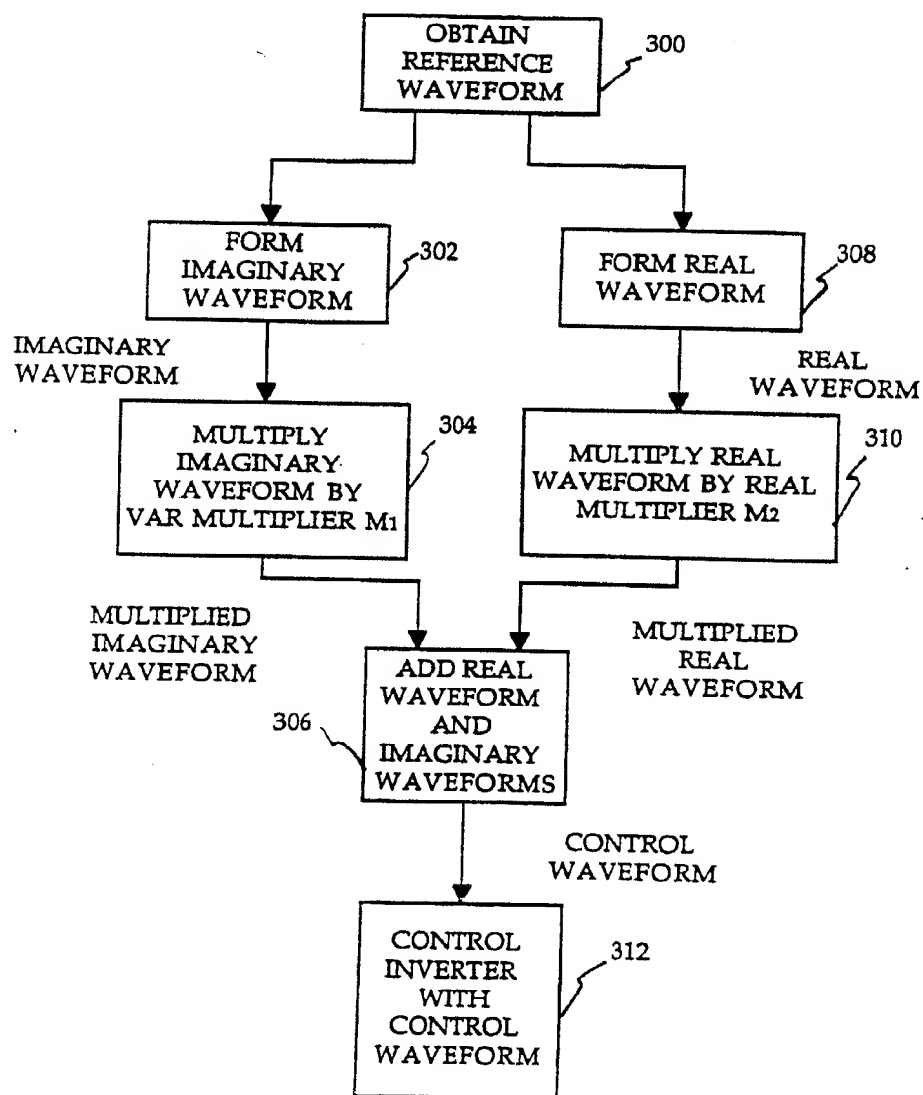 OBTAIN
REFERENCE
WAVEFORM
300
FORM
IMAGINARY
WAVEFORM
302
FORM REAL
WAVEFORM
308
IMAGINARY
WAVEFORM
REAL
WAVEFORM
MULTIPLY
IMAGINARY
WAVEFORM BY
VAR MULTIPLIER M1
304
MULTIPLY REAL
WAVEFORM BY REAL
MULTIPLIER M2
310
MULTIPLIED
IMAGINARY
WAVEFORM
MULTIPLIED
REAL
WAVEFORM
ADD REAL
WAVEFORM
AND
IMAGINARY
WAVEFORMS
306
CONTROL
WAVEFORM
CONTROL
INVERTER
WITH
CONTROL
WAVEFORM
312